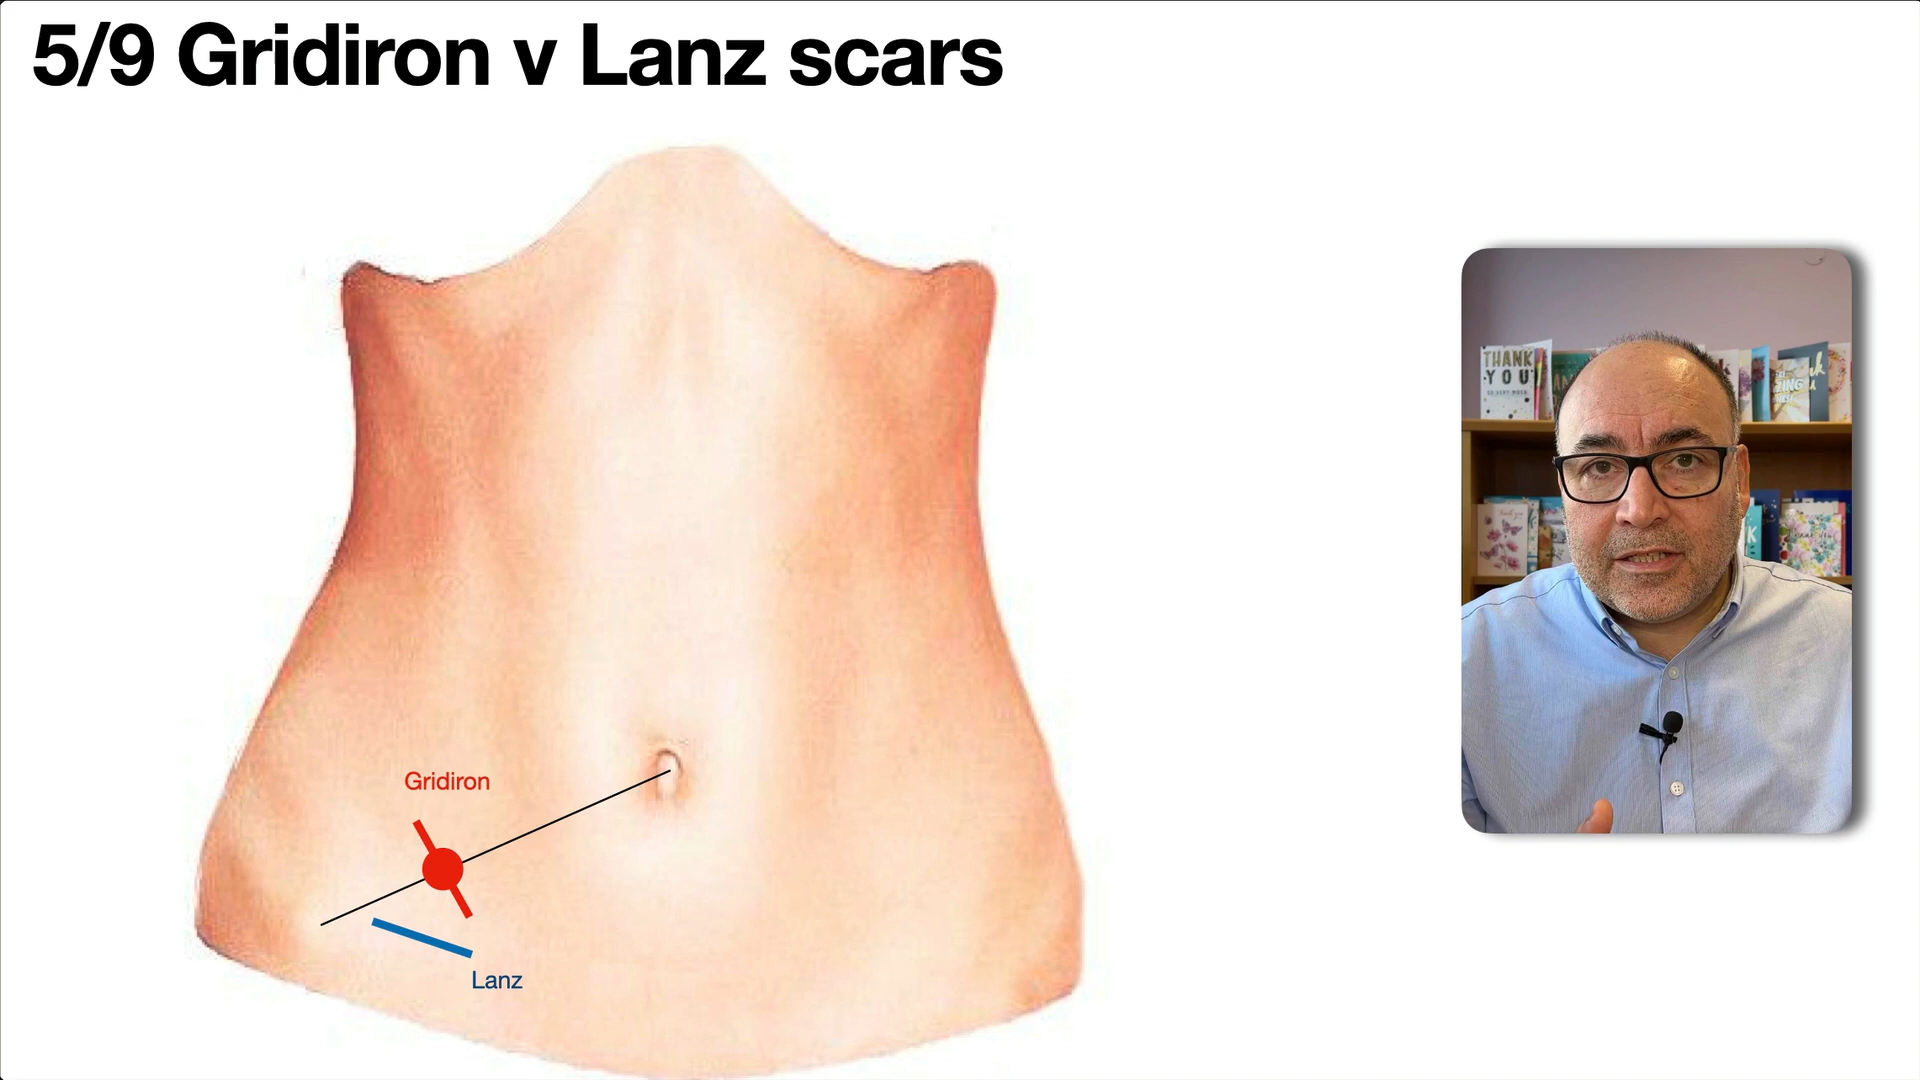 5/9 Gridiron v Lanz scars
Gridiron
Lanz
THANK
YOU